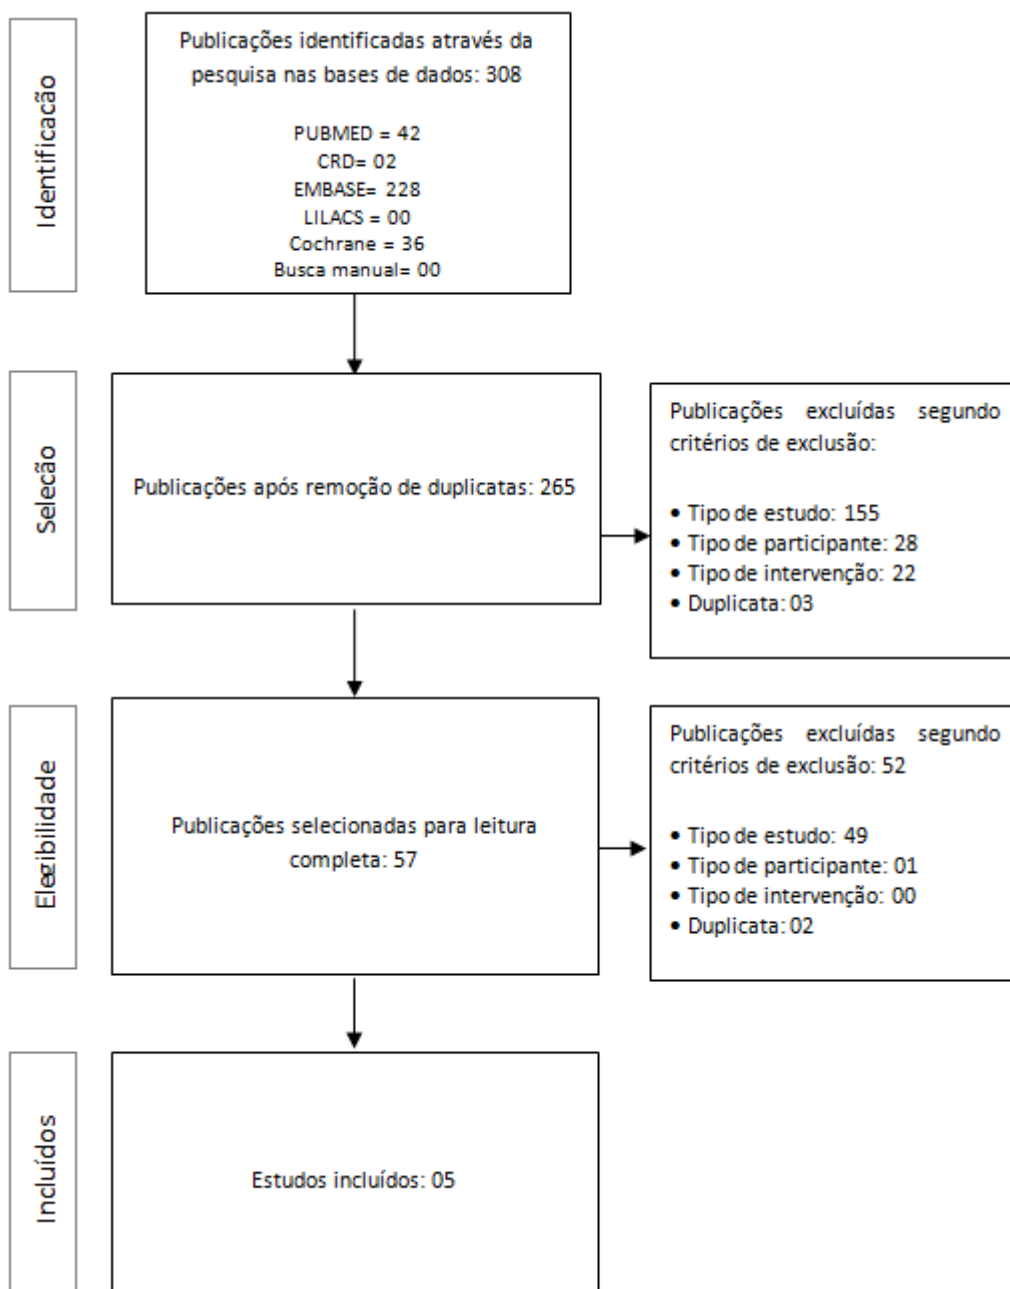 Identificação
Publicações identificadas através da
pesquisa nas bases de dados: 308
PUBMED = 42
CRD= 02
EMBASE= 228
LILACS = 00
Cochrane = 36
Busca manual= 00
Seleção
Publicações após remoção de duplicatas: 265
Publicações excluídas segundo
critérios de exclusão:
• Tipo de estudo: 155
• Tipo de participante: 28
• Tipo de intervenção: 22
• Duplicata: 03
Elegibilidade
Publicações selecionadas para leitura
completa: 57
Publicações excluídas segundo
critérios de exclusão: 52
• Tipo de estudo: 49
• Tipo de participante: 01
• Tipo de intervenção: 00
• Duplicata: 02
Incluídos
Estudos incluídos: 05